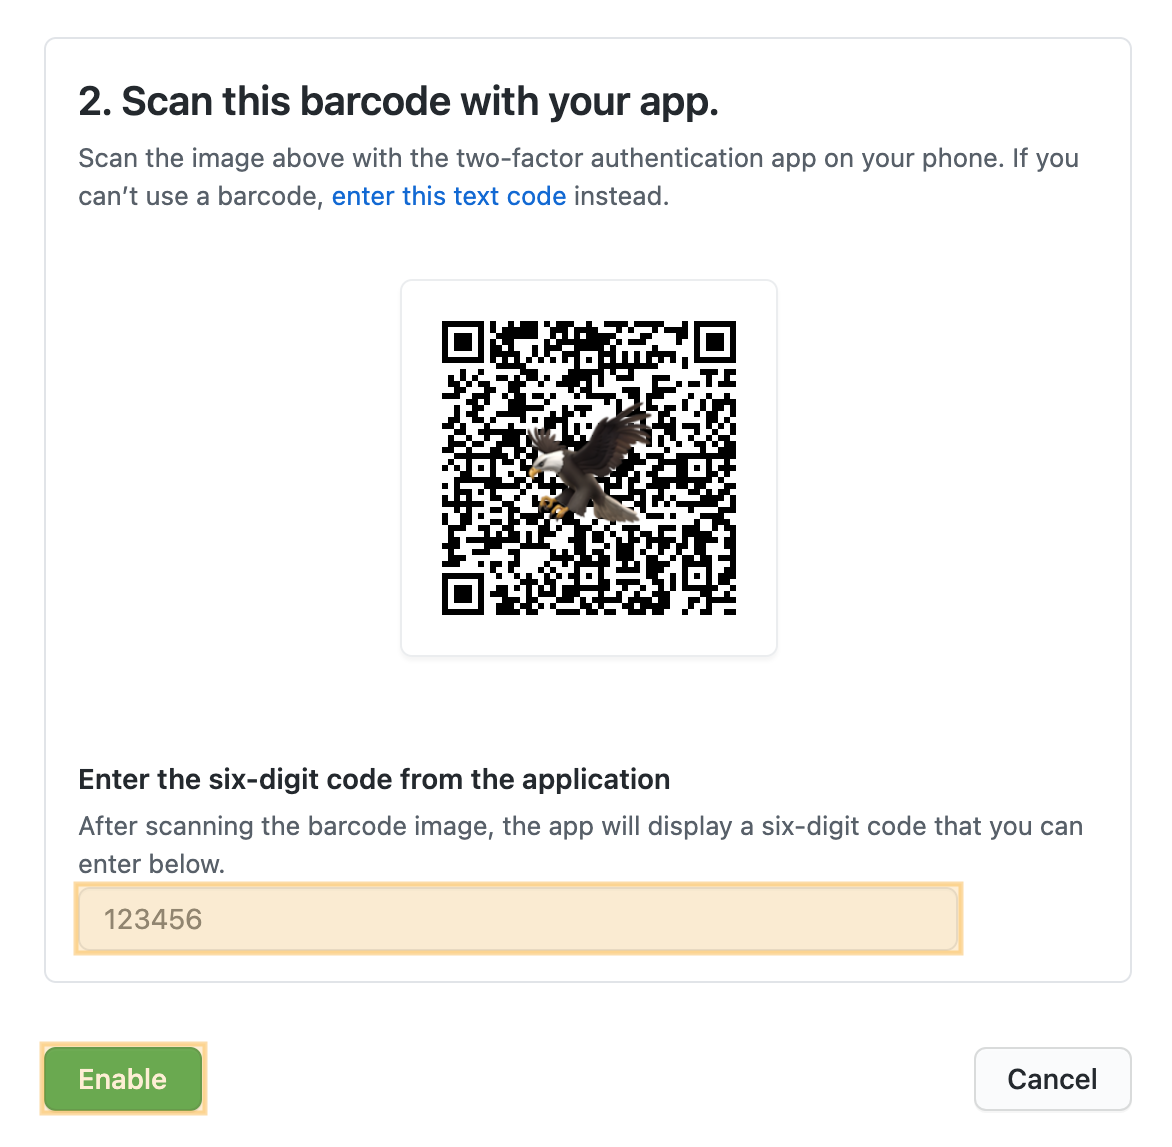 2. Scan this barcode with your app.
Scan the image above with the two-factor authentication app on your phone. If you
can’t use a barcode, enter this text code instead.
Enter the six-digit code from the application
After scanning the barcode image, the app will display a six-digit code that you can
enter below.
123456
Enable
Cancel